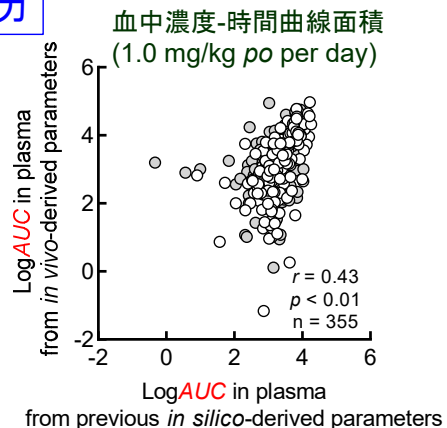 血中濃度-時間曲線面積
(1.0 mg/kg po per day)
LogAUC in plasma
from in vivo-derived parameters
6
4
2
0
-2
-2 0 2 4 6
r = 0.43
p < 0.01
n = 355
LogAUC in plasma
from previous in silico-derived parameters